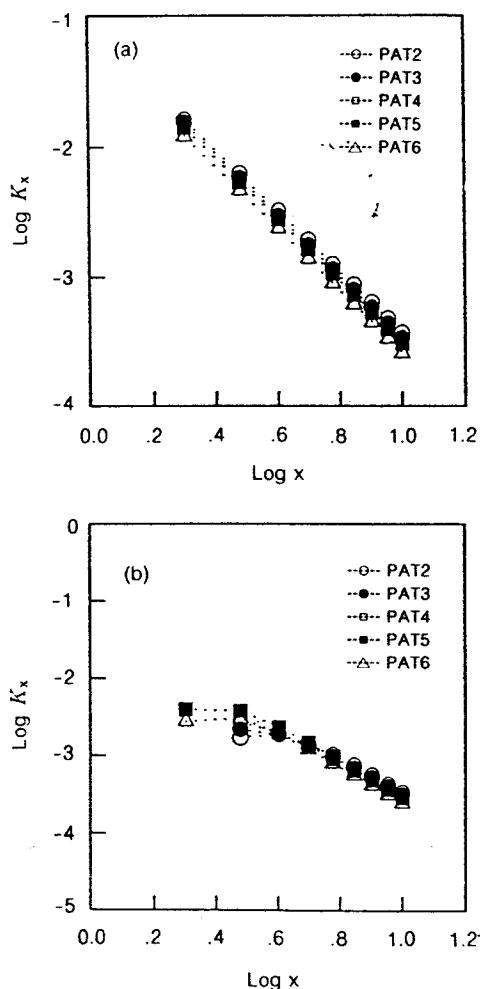 -1
(a)
PAT2
PAT3
PAT4
PAT5
PAT6
-2
Log Kx
-3
-4
0.0 .2 .4 .6 .8 1.0 1.2
Log x
0
(b)
PAT2
PAT3
PAT4
PAT5
PAT6
-1
-2
Log Kx
-3
-4
-5
0.0 .2 .4 .6 .8 1.0 1.2
Log x